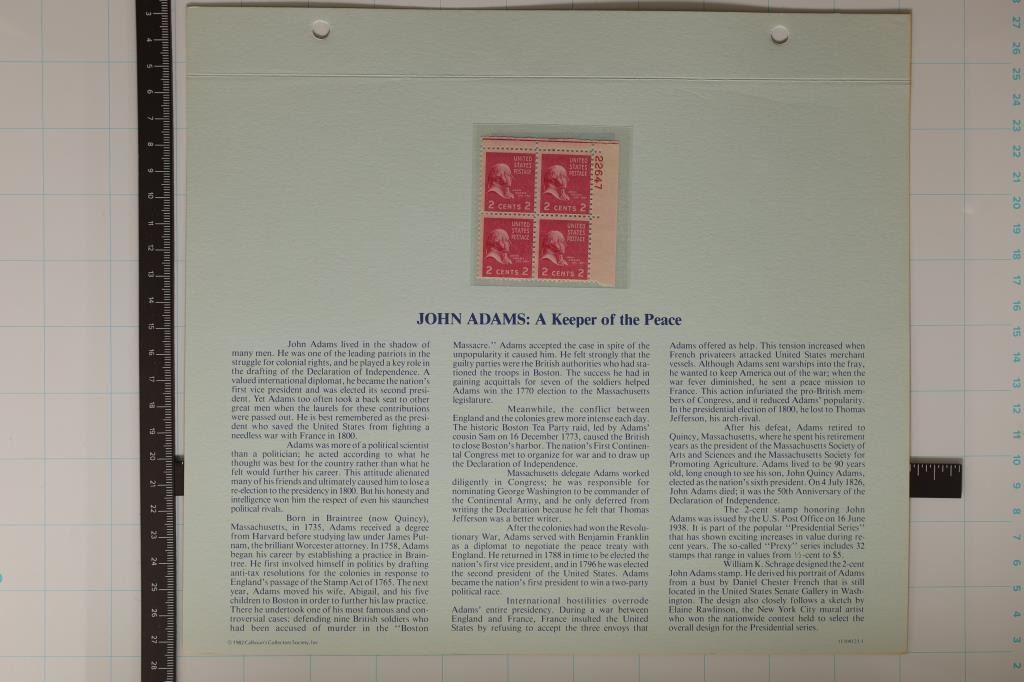 22647
UNITED STATES POSTAGE
2 CENTS 2
UNITED STATES POSTAGE
2 CENTS 2
UNITED STATES POSTAGE
2 CENTS 2
UNITED STATES POSTAGE
2 CENTS 2
JOHN ADAMS: A Keeper of the Peace
John Adams lived in the shadow of
many men. He was one of the leading patriots in the
struggle for colonial rights, and he played a key role in
the drafting of the Declaration of Independence. A
valued international diplomat, he became the nation's
first vice president and was elected its second presi-
dent. Yet Adams too often took a back seat to other
great men when the laurels for these contributions
were passed out. He is best remembered as the presi-
dent who saved the United States from fighting a
needless war with France in 1800.
Adams was more of a political scientist
than a politician; he acted according to what he
thought was best for the country rather than what he
felt would further his career. This attitude alienated
many of his friends and ultimately caused him to lose a
re-election to the presidency in 1800. But his honesty and
intelligence won him the respect of even his staunchest
political rivals.
Born in Braintree (now Quincy),
Massachusetts, in 1735, Adams received a degree
from Harvard before studying law under James Put-
nam, the brilliant Worcester attorney. In 1758, Adams
began his career by establishing a practice in Brain-
tree. He first involved himself in politics by drafting
anti-tax resolutions for the colonies in response to
England's passage of the Stamp Act of 1765. The next
year, Adams moved his wife, Abigail, and his five
children to Boston in order to further his law practice.
There he undertook one of his most famous and con-
troversial cases: defending nine British soldiers who
had been accused of murder in the "Boston
Massacre." Adams accepted the case in spite of the
unpopularity it caused him. He felt strongly that the
guilty parties were the British authorities who had sta-
tioned the troops in Boston. The success he had in
gaining acquittals for seven of the soldiers helped
Adams win the 1770 election to the Massachusetts
legislature.
Meanwhile, the conflict between
England and the colonies grew more intense each day.
The historic Boston Tea Party raid, led by Adams'
cousin Sam on 16 December 1773, caused the British
to close Boston's harbor. The nation's First Continen-
tal Congress met to organize for war and to draw up
the Declaration of Independence.
Massachusetts delegate Adams worked
diligently in Congress; he was responsible for
nominating George Washington to be commander of
the Continental Army, and he only deferred from
writing the Declaration because he felt that Thomas
Jefferson was a better writer.
After the colonies had won the Revolu-
tionary War, Adams served with Benjamin Franklin
as a diplomat to negotiate the peace treaty with
England. He returned in 1788 in time to be elected the
nation's first vice president, and in 1796 he was elected
the second president of the United States. Adams
became the nation's first president to win a two-party
political race.
International hostilities overrode
Adams' entire presidency. During a war between
England and France, France insulted the United
States by refusing to accept the three envoys that
Adams offered as help. This tension increased when
French privateers attacked United States merchant
vessels. Although Adams sent warships into the fray,
he wanted to keep America out of the war; when the
war fever diminished, he sent a peace mission to
France. This action infuriated the pro-British mem-
bers of Congress, and it reduced Adams' popularity.
In the presidential election of 1800, he lost to Thomas
Jefferson, his arch-rival.
After his defeat, Adams retired to
Quincy, Massachusetts, where he spent his retirement
years as the president of the Massachusetts Society of
Arts and Sciences and the Massachusetts Society for
Promoting Agriculture. Adams lived to be 90 years
old, long enough to see his son, John Quincy Adams,
elected as the nation's sixth president. On 4 July 1826,
John Adams died; it was the 50th Anniversary of the
Declaration of Independence.
The 2-cent stamp honoring John
Adams was issued by the U.S. Post Office on 16 June
1938. It is part of the popular "Presidential Series"
that has shown exciting increases in value during re-
cent years. The so-called "Prexy" series includes 32
stamps that range in values from ½-cent to $5.
William K. Schrage designed the 2-cent
John Adams stamp. He derived his portrait of Adams
from a bust by Daniel Chester French that is still
located in the United States Senate Gallery in Wash-
ington. The design also closely follows a sketch by
Elaine Rawlinson, the New York City mural artist
who won the nationwide contest held to select the
overall design for the Presidential series.
© 1982 Calhoun's Collectors Society, Inc.